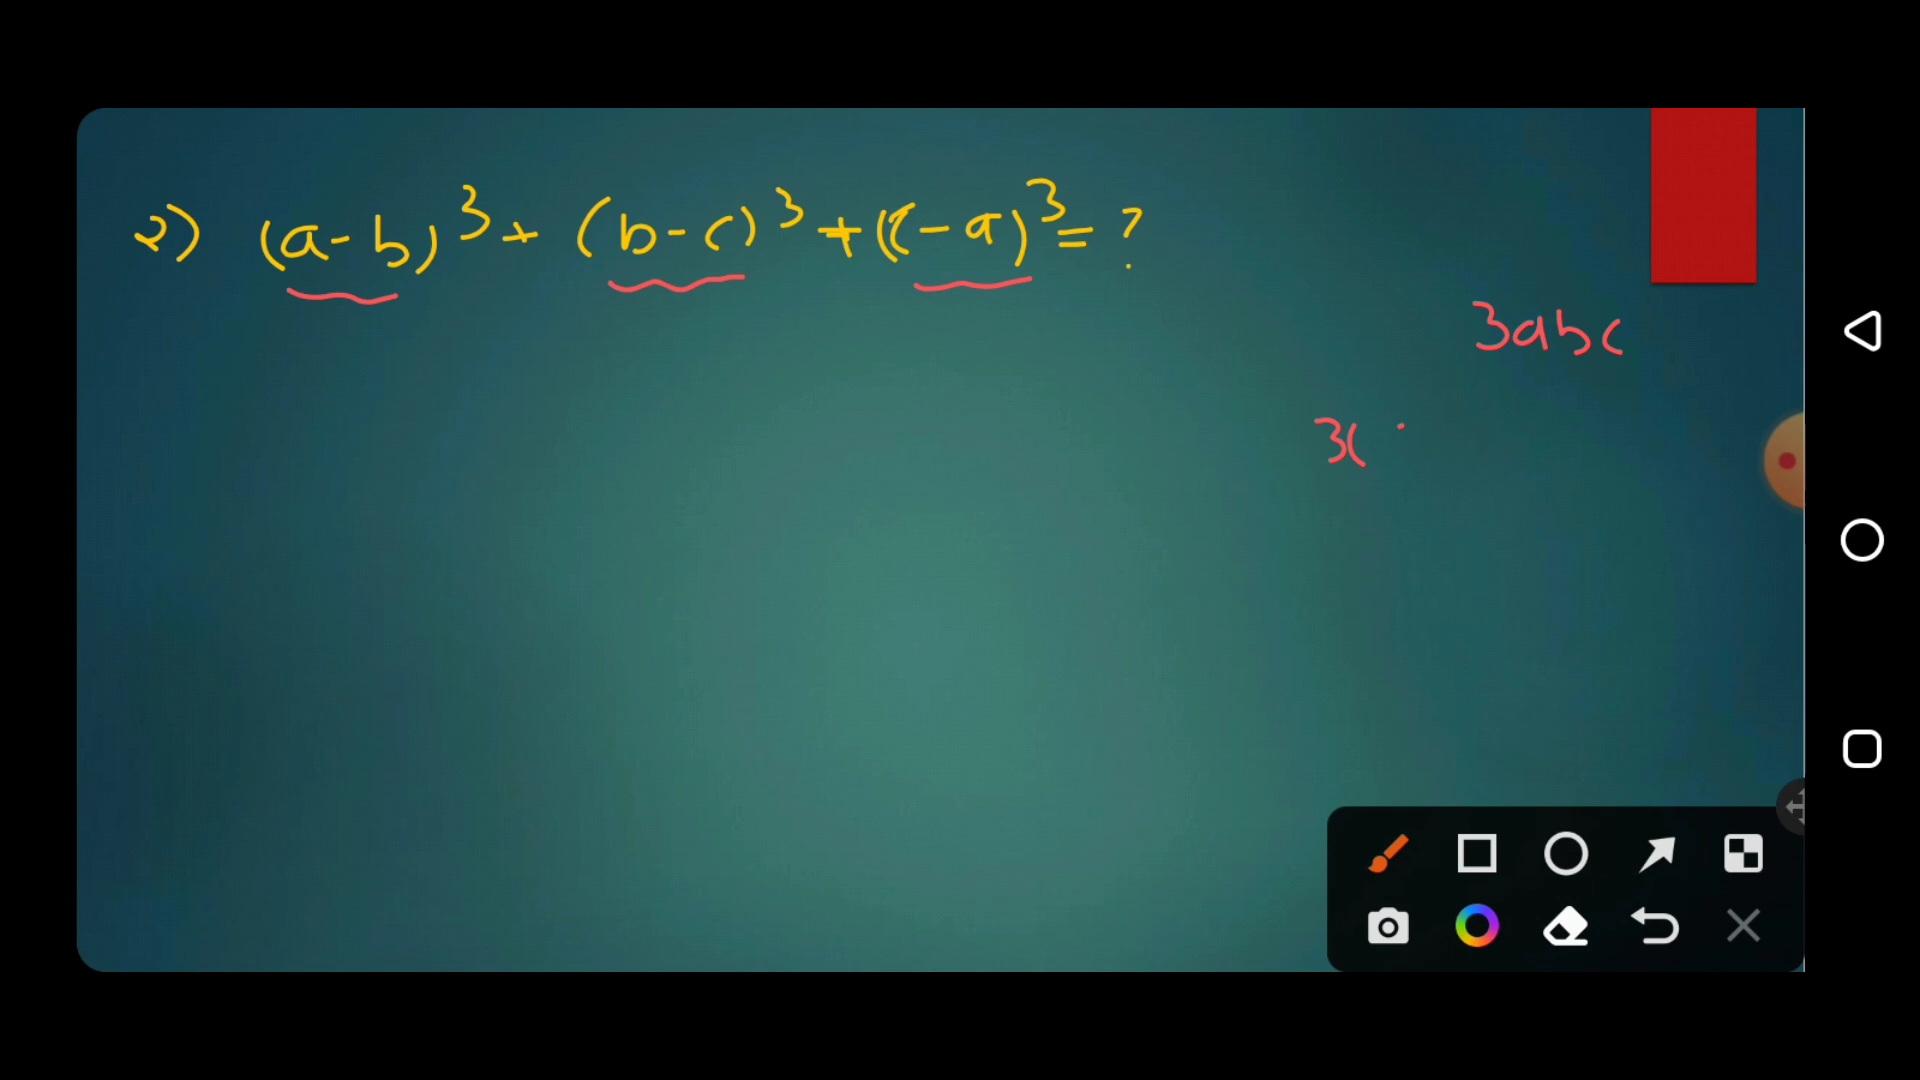 2) (a-b)³ + (b-c)³ + (c-a)³ = ?
3abc
3(